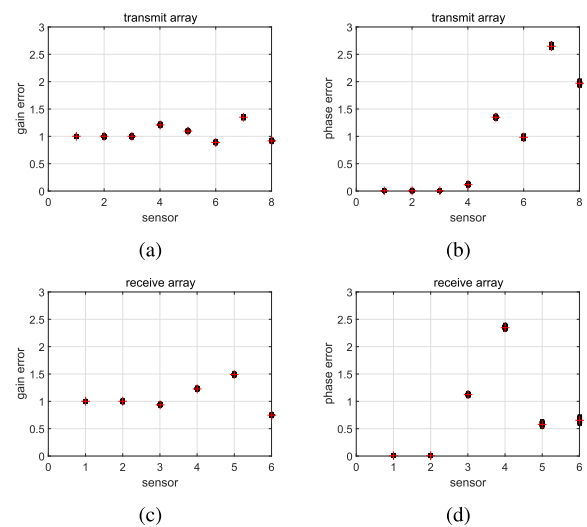 transmit array
gain error
3
2.5
2
1.5
1
0.5
0
0 2 4 6 8
sensor
(a)
transmit array
phase error
3
2.5
2
1.5
1
0.5
0
0 2 4 6 8
sensor
(b)
receive array
gain error
3
2.5
2
1.5
1
0.5
0
0 1 2 3 4 5 6
sensor
(c)
receive array
phase error
3
2.5
2
1.5
1
0.5
0
0 1 2 3 4 5 6
sensor
(d)